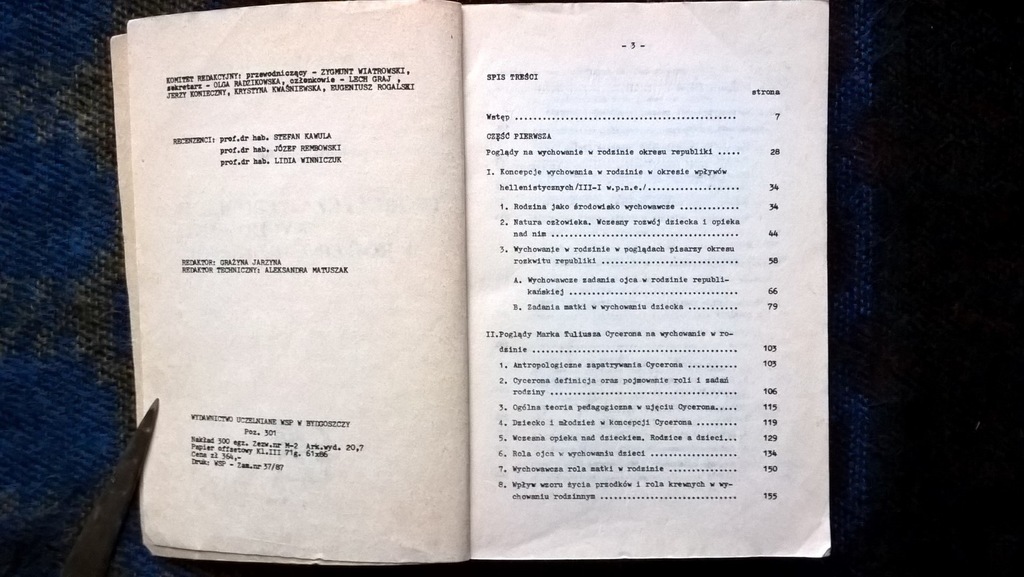 KOMITET REDAKCYJNY: przewodniczący - ZYGMUNT WIATROWSKI,
sekretarz - OLGA RADZIKOWSKA, członkowie - LECH GRAJ ,
JERZY KONIECZNY, KRYSTYNA KWAŚNIEWSKA, EUGENIUSZ ROGALSKI
RECENZENCI: prof.dr hab. STEFAN KAWULA
prof.dr hab. JÓZEF REMBOWSKI
prof.dr hab. LIDIA WINNICZUK
REDAKTOR: GRAŻYNA JARZYNA
REDAKTOR TECHNICZNY: ALEKSANDRA MATUSZAK
WYDAWNICTWO UCZELNIANE WSP W BYDGOSZCZY
Poz. 301
Nakład 300 egz. Zezw.nr M-2 Ark.wyd. 20,7
Papier offsetowy Kl.III 71g. 61x86
Cena zł 364,-
Druk: WSP - Zam.nr 37/87
- 3 -
SPIS TREŚCI
strona
Wstęp ........................................ 7
CZĘŚĆ PIERWSZA
Poglądy na wychowanie w rodzinie okresu republiki ..... 28
I. Koncepcje wychowania w rodzinie w okresie wpływów
hellenistycznych/III-I w.p.n.e./................. 34
1. Rodzina jako środowisko wychowawcze ............ 34
2. Natura człowieka. Wczesny rozwój dziecka i opieka
nad nim ..................................... 44
3. Wychowanie w rodzinie w poglądach pisarzy okresu
rozkwitu republiki ........................... 58
A. Wychowawcze zadania ojca w rodzinie republi-
kańskiej ................................... 66
B. Zadania matki w wychowaniu dziecka .......... 79
II.Poglądy Marka Tuliusza Cycerona na wychowanie w ro-
dzinie ........................................ 103
1. Antropologiczne zapatrywania Cycerona .......... 103
2. Cycerona definicja oraz pojmowanie roli i zadań
rodziny ....................................... 106
3. Ogólna teoria pedagogiczna w ujęciu Cycerona..... 115
4. Dziecko i młodzież w koncepcji Cycerona ......... 119
5. Wczesna opieka nad dzieckiem. Rodzice a dzieci... 129
6. Rola ojca w wychowaniu dzieci ................. 134
7. Wychowawcza rola matki w rodzinie .............. 150
8. Wpływ wzoru życia przodków i rola krewnych w wy-
chowaniu rodzinnym ........................... 155